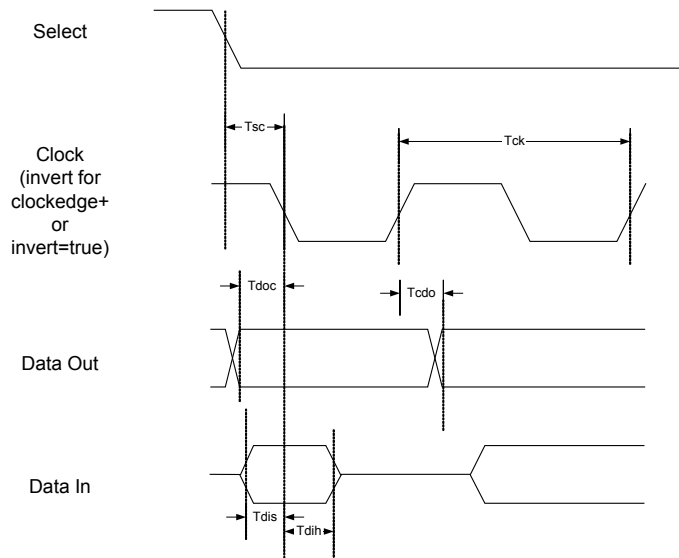 Select
Tsc
Tck
Clock
(invert for
clockedge+
or
invert=true)
Tdoc
Tcdo
Data Out
Data In
Tdis
Tdih